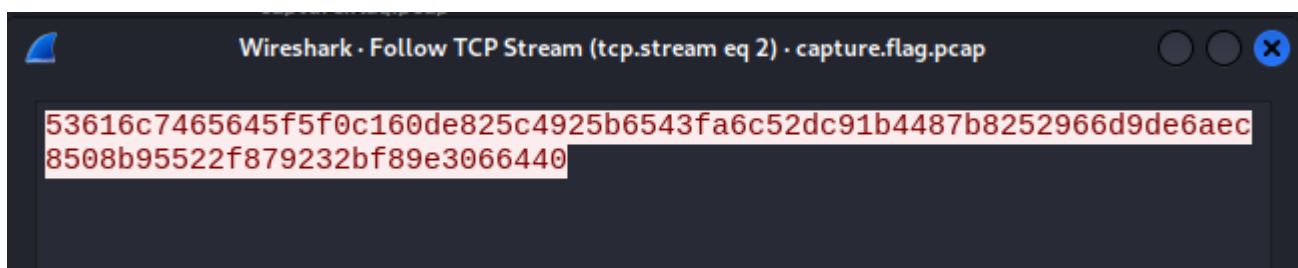 Wireshark · Follow TCP Stream (tcp.stream eq 2) · capture.flag.pcap
53616c7465645f5f0c160de825c4925b6543fa6c52dc91b4487b8252966d9de6aec
8508b95522f879232bf89e3066440